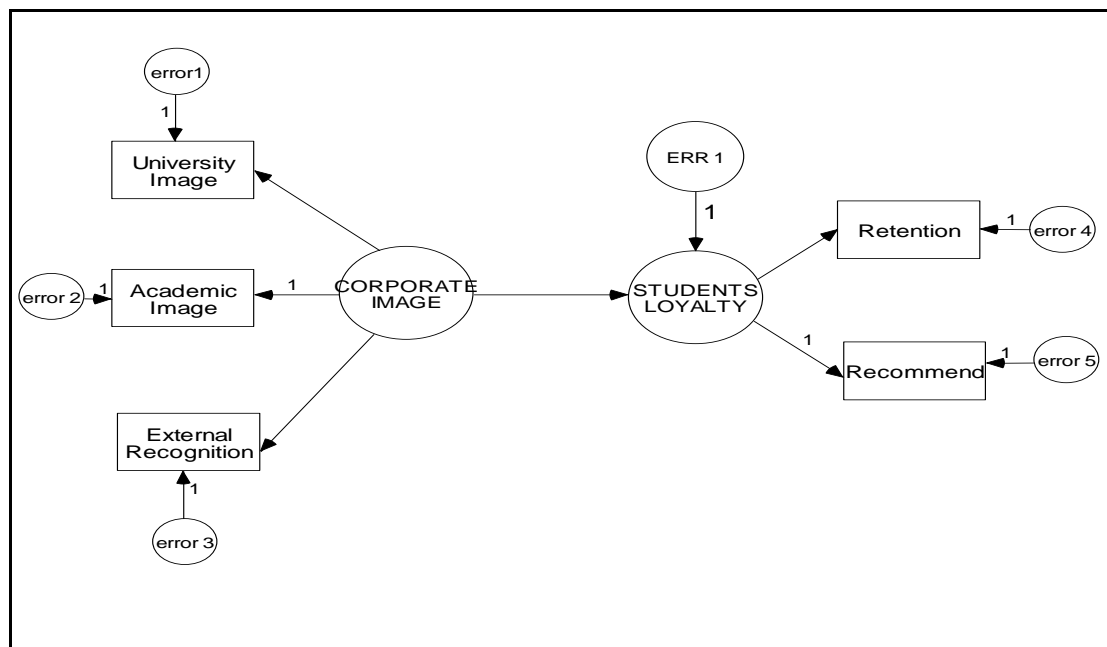 error1
1
University
Image
error 2
1
Academic
Image
1
CORPORATE
IMAGE
External
Recognition
1
error 3
ERR 1
1
STUDENTS
LOYALTY
Retention
1
error 4
1
Recommend
1
error 5